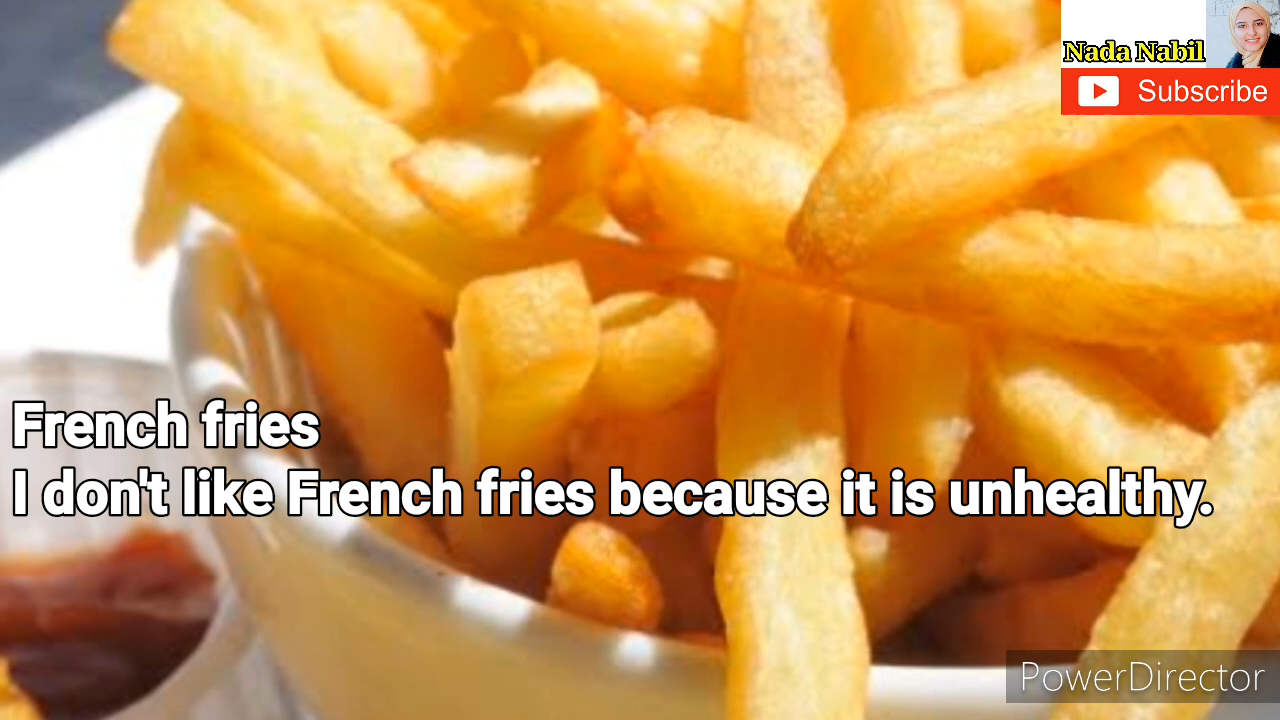 Nada Nabil
Subscribe
French fries
I don't like French fries because it is unhealthy.
PowerDirector